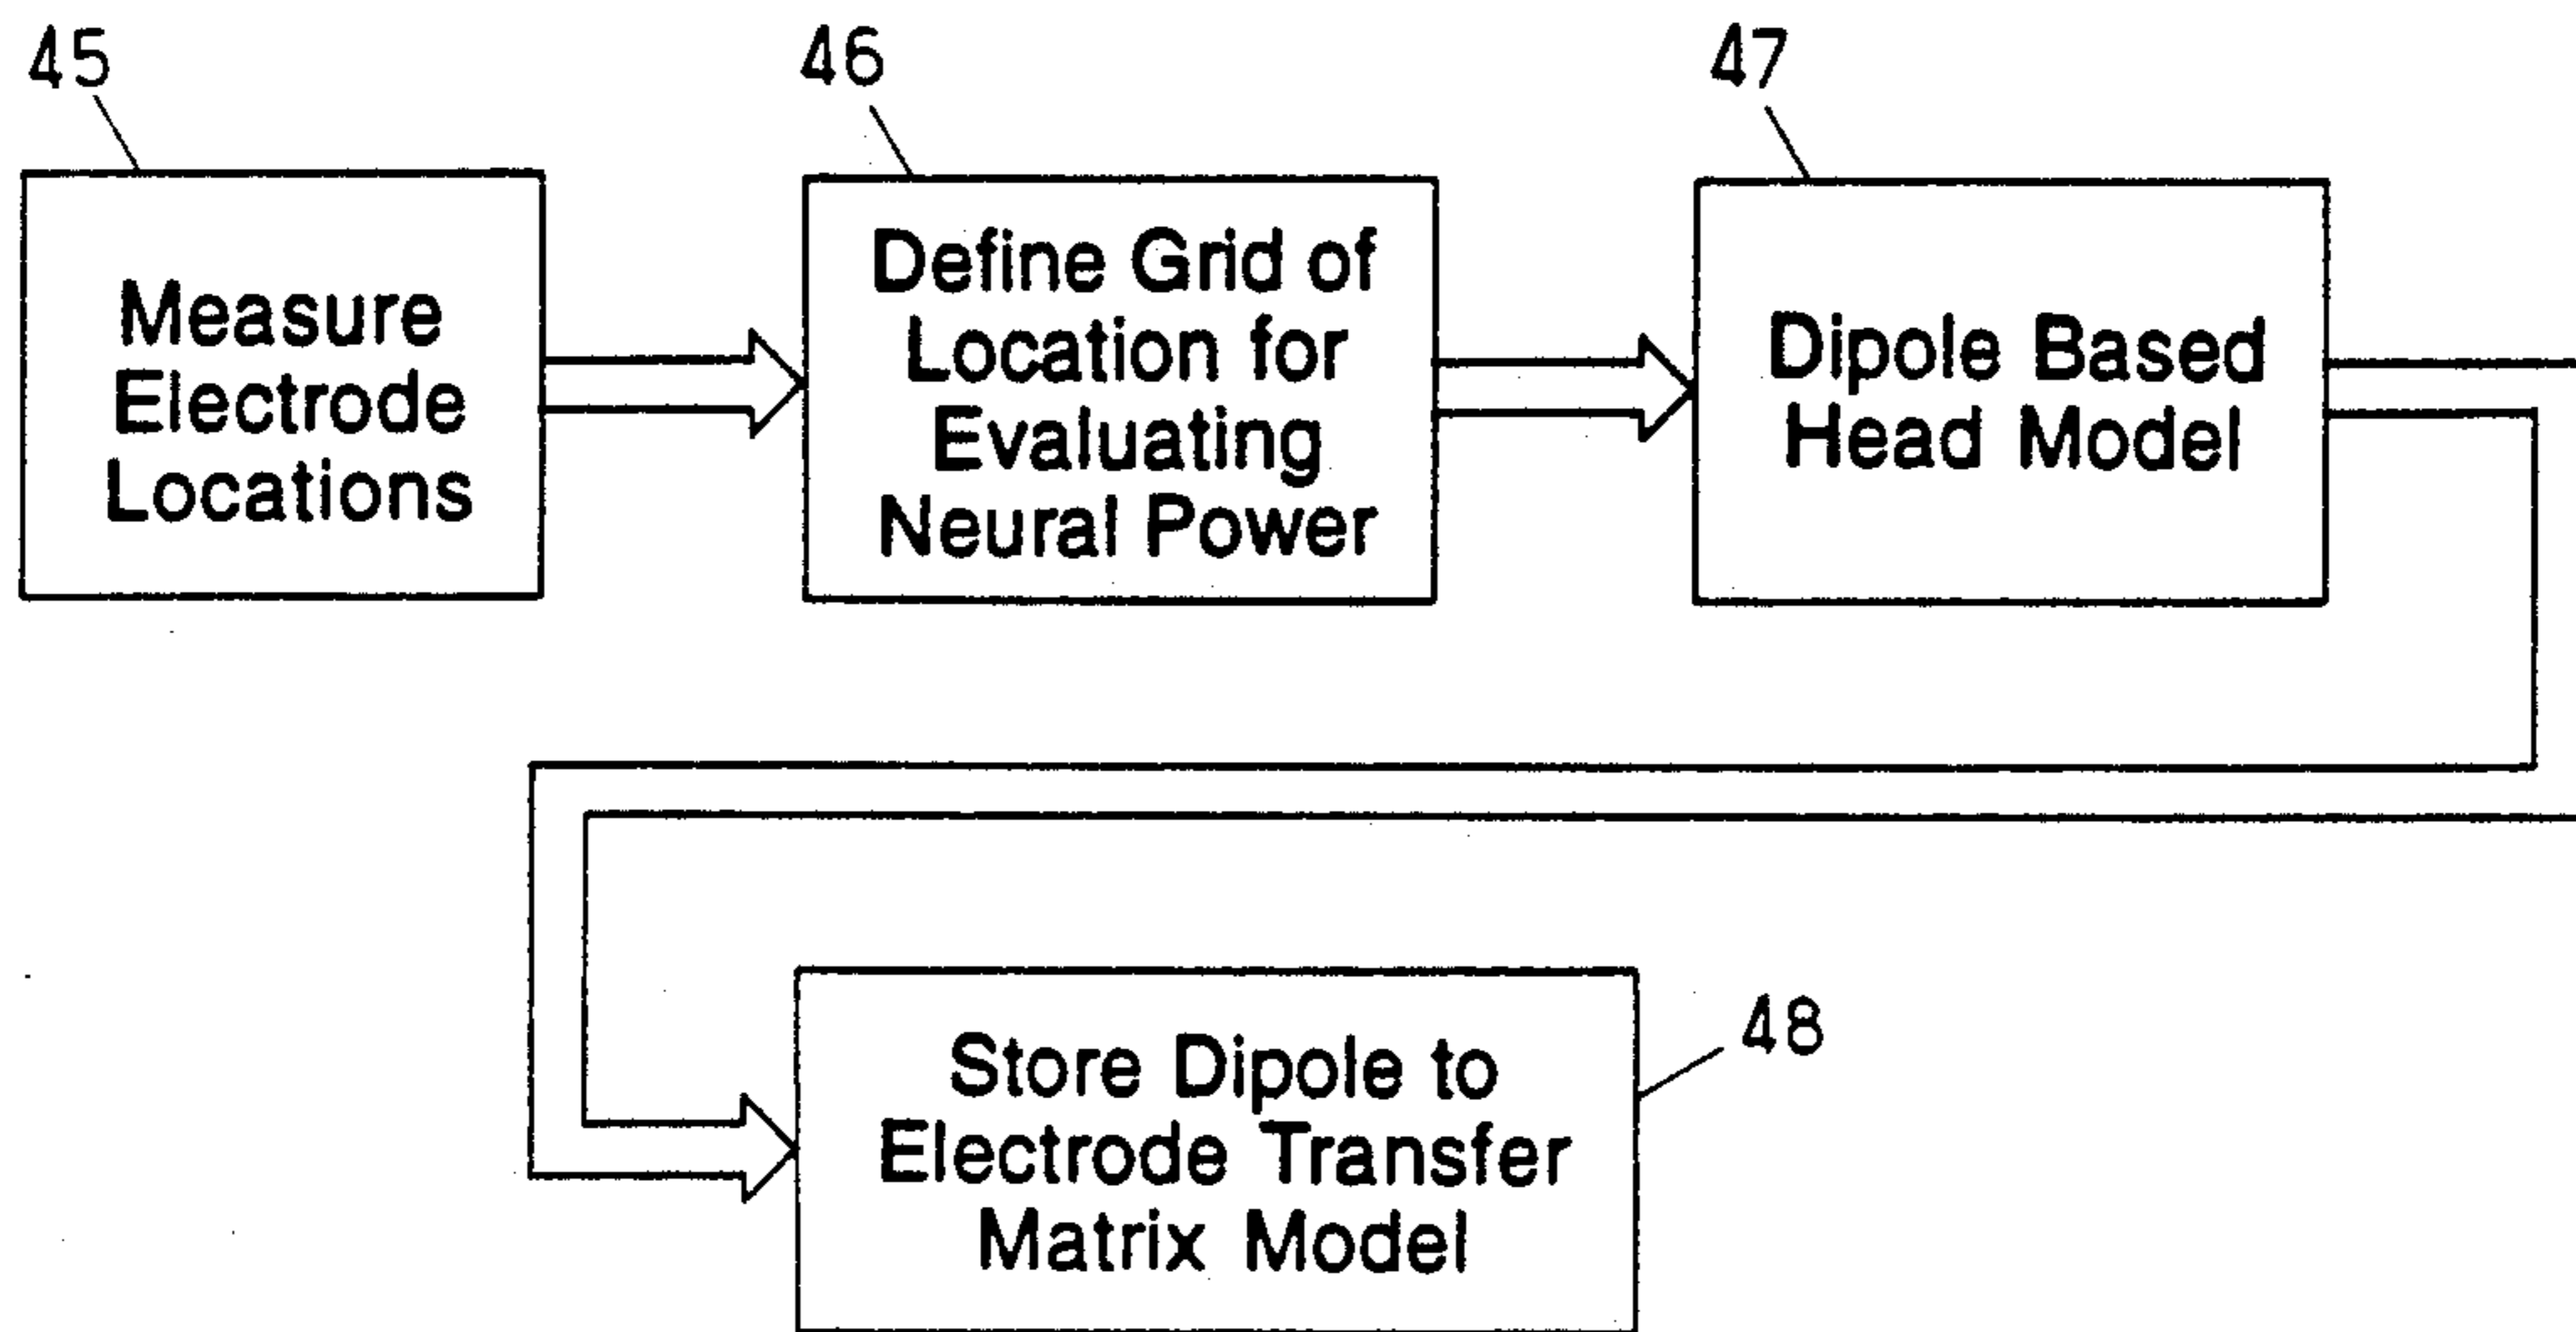 45
Measure
Electrode
Locations
46
Define Grid of
Location for
Evaluating
Neural Power
47
Dipole Based
Head Model
48
Store Dipole to
Electrode Transfer
Matrix Model